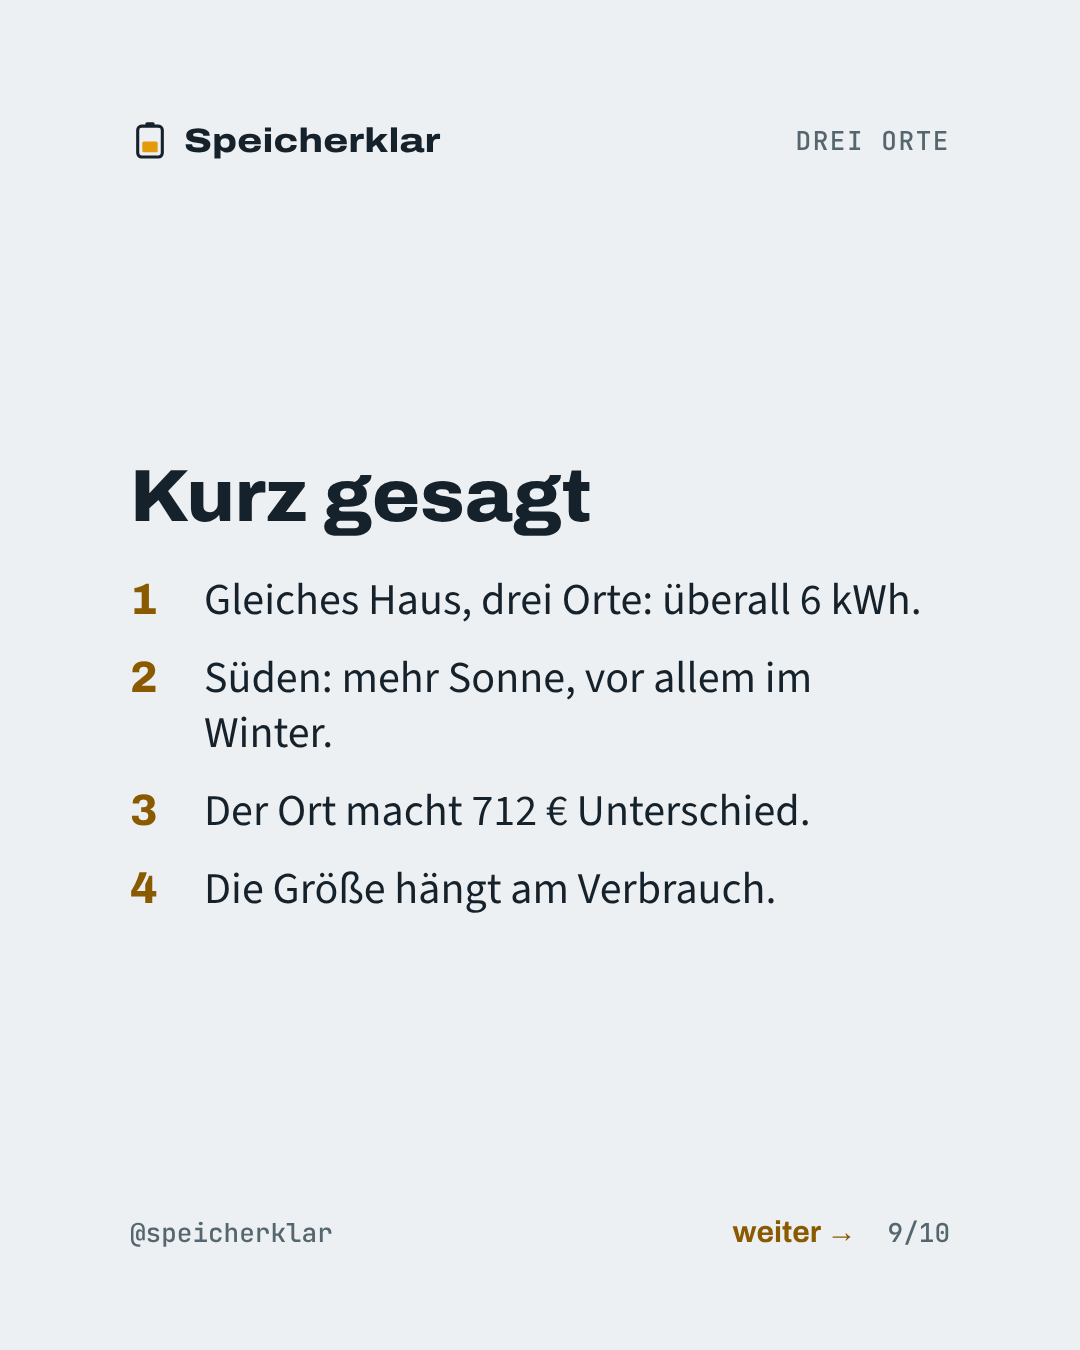 Speicherklar
DREI ORTE
Kurz gesagt
1 Gleiches Haus, drei Orte: überall 6 kWh.
2 Süden: mehr Sonne, vor allem im
Winter.
3 Der Ort macht 712 € Unterschied.
4 Die Größe hängt am Verbrauch.
@speicherklar
weiter → 9/10